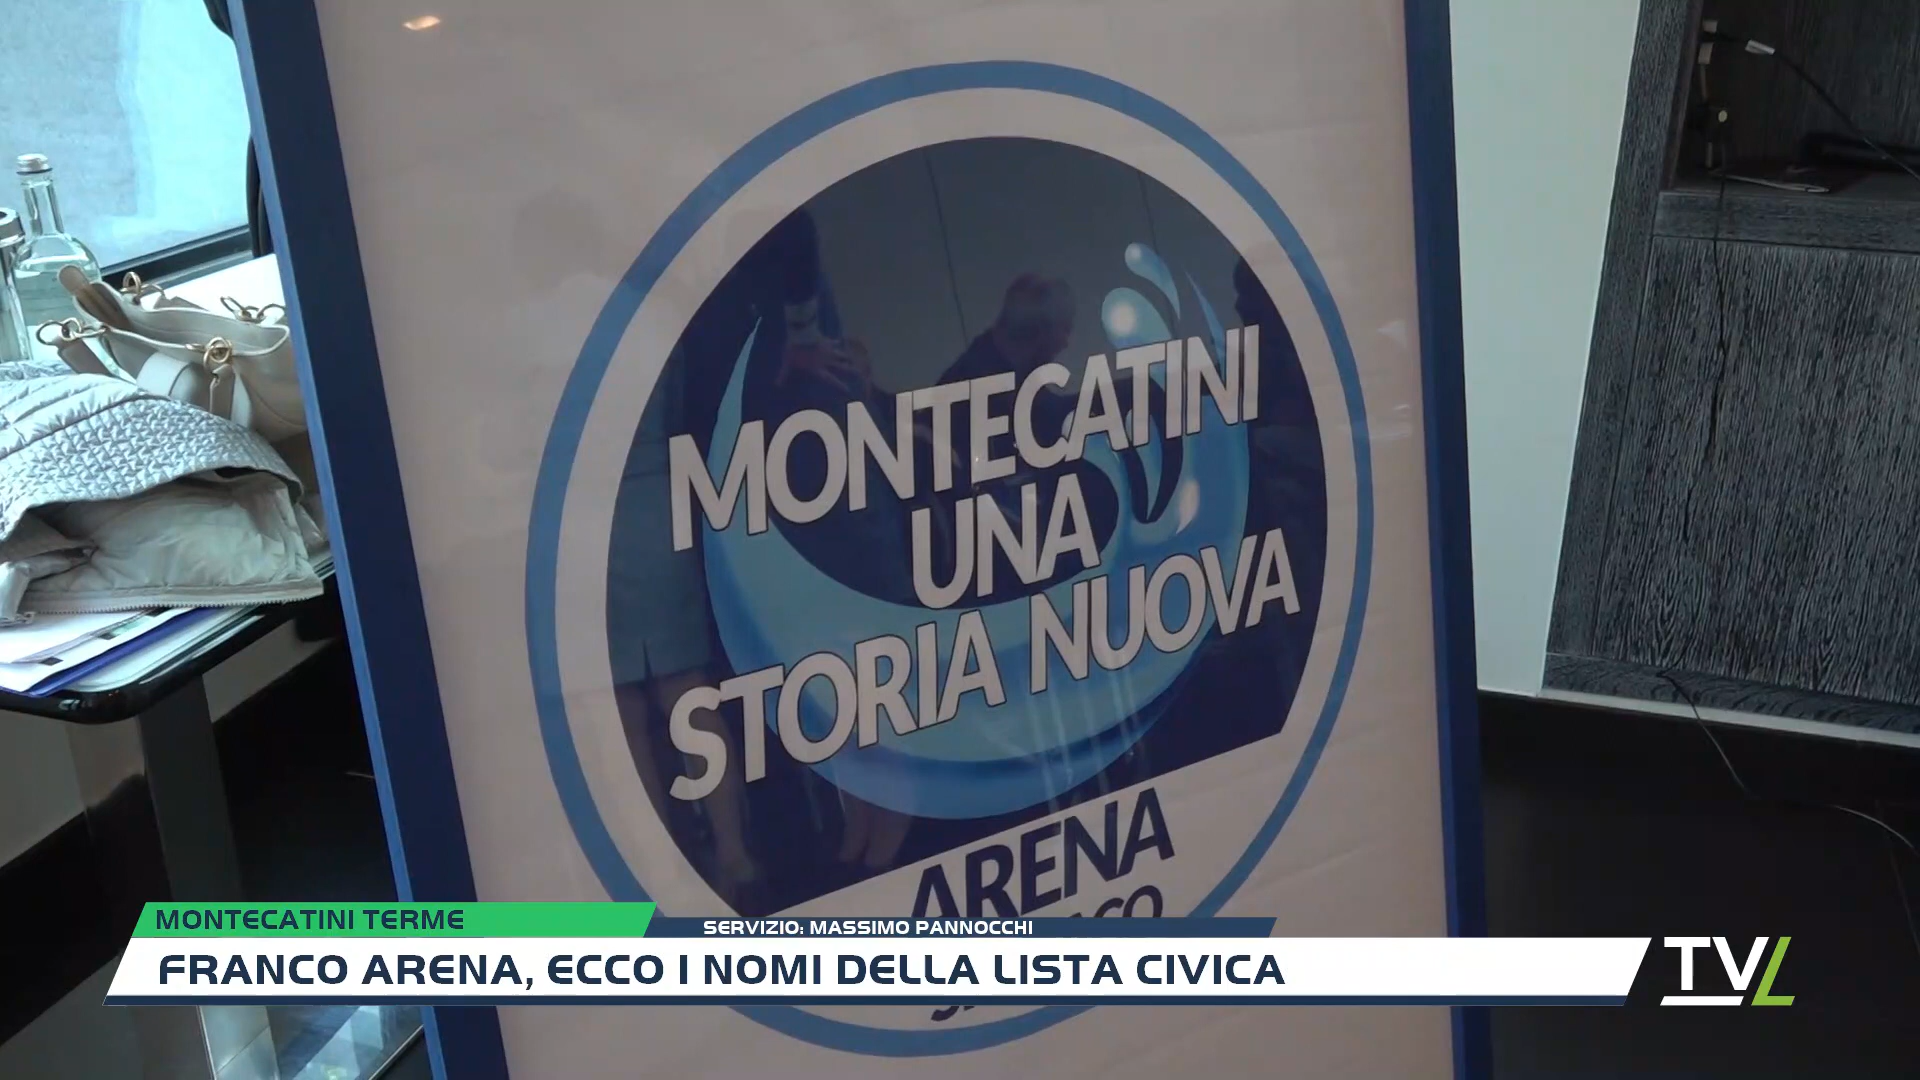 MONTECATINI
UNA
STORIA NUOVA
ARENA
MONTECATINI TERME
SERVIZIO: MASSIMO PANNOCCHI
FRANCO ARENA, ECCO I NOMI DELLA LISTA CIVICA
TVL